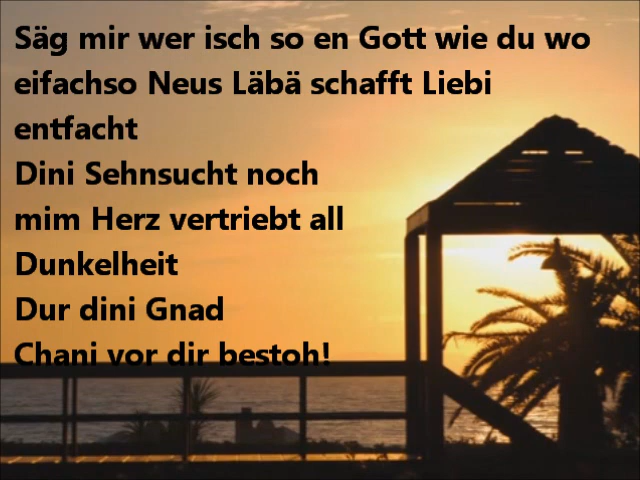 Säg mir wer isch so en Gott wie du wo
eifachso Neus Läbä schafft Liebi
entfacht
Dini Sehnsucht noch
mim Herz vertriebt all
Dunkelheit
Dur dini Gnad
Chani vor dir bestoh!